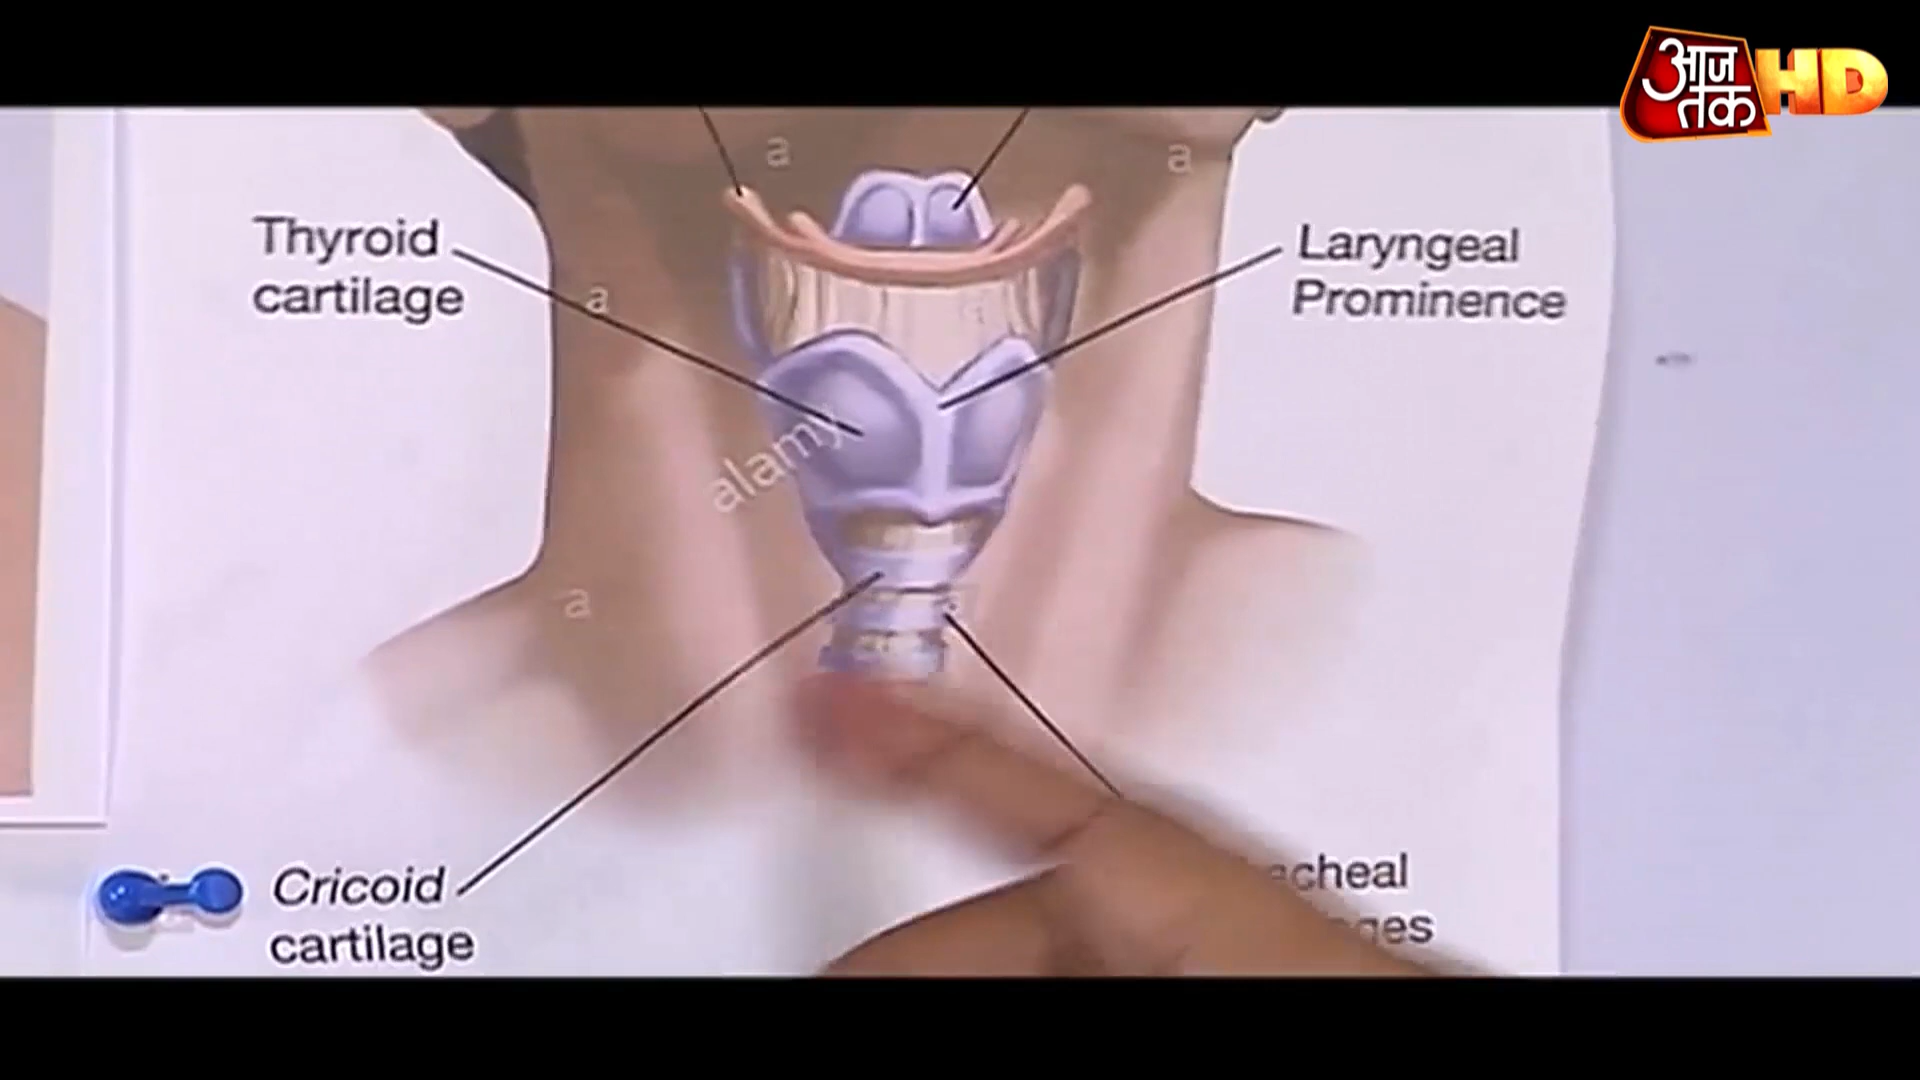 आज
तक HD
Thyroid
cartilage
Laryngeal
Prominence
alamy
Cricoid
cartilage